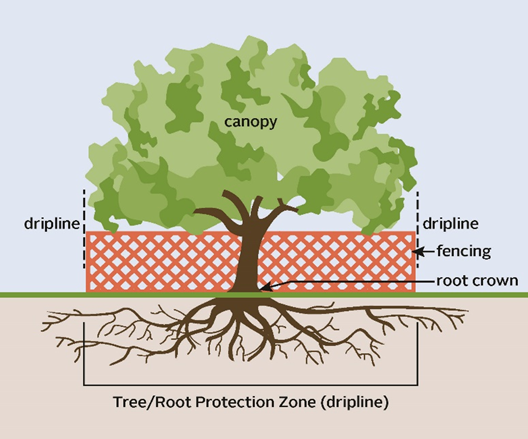 canopy
dripline
dripline
fencing
root crown
Tree/Root Protection Zone (dripline)